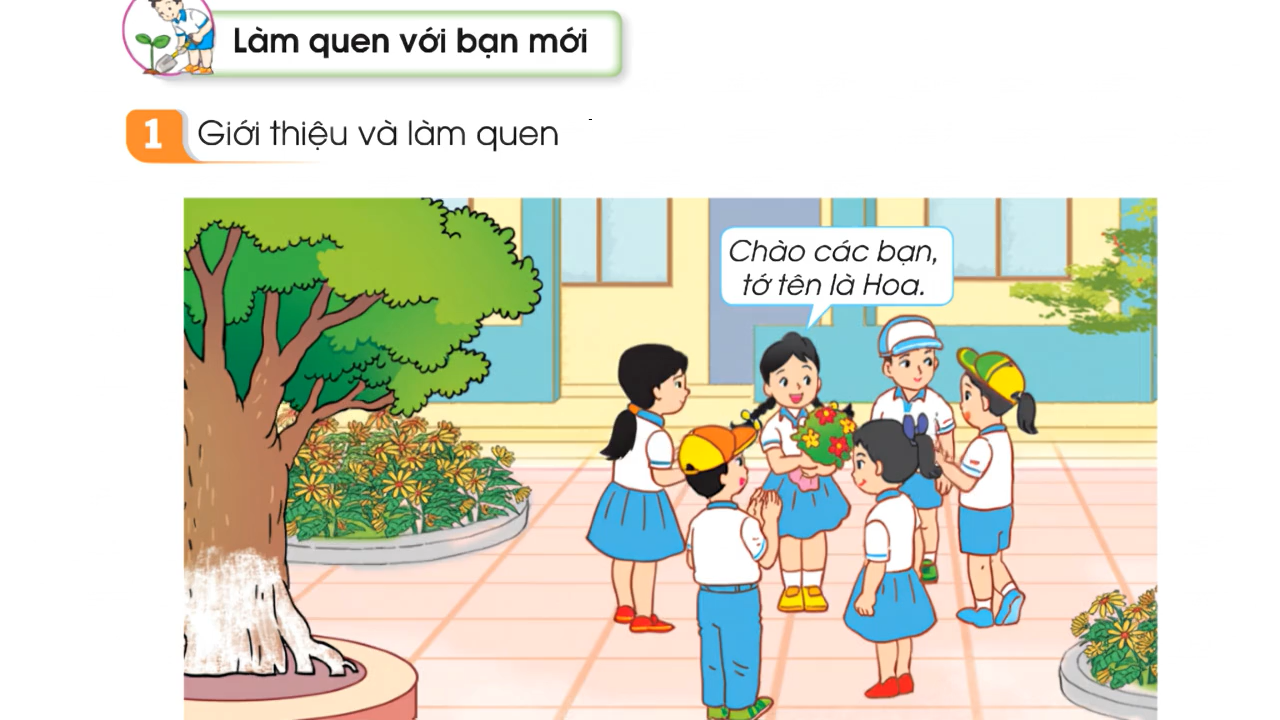 Làm quen với bạn mới
1 Giới thiệu và làm quen
Chào các bạn,
tớ tên là Hoa.